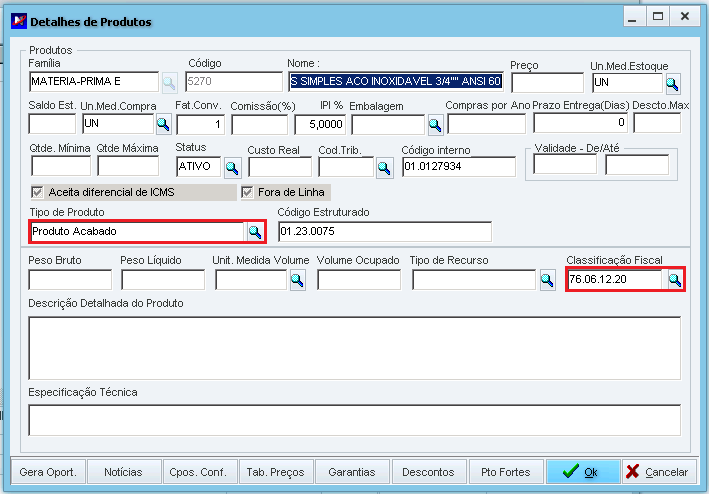 Detalhes de Produtos
Produtos
Família Código Nome : Preço Un.Med.Estoque
MATERIA-PRIMA E 5270 S SIMPLES ACO INOXIDAVEL 3/4"" ANSI 60 UN
Saldo Est. Un.Med.Compra Fat.Conv. Comissão(%) IPI % Embalagem Compras por Ano Prazo Entrega(Dias) Descto.Max
UN 1 5,0000 0
Qtde. Mínima Qtde Máxima Status Custo Real Cod.Trib. Código interno Validade - De/Até
ATIVO 01.0127934
Aceita diferencial de ICMS Fora de Linha
Tipo de Produto Código Estruturado
Produto Acabado 01.23.0075
Peso Bruto Peso Líquido Unit. Medida Volume Volume Ocupado Tipo de Recurso Classificação Fiscal
76.06.12.20
Descrição Detalhada do Produto
Especificação Técnica
Gera Oport. Notícias Cpos. Conf. Tab. Preços Garantias Descontos Pto Fortes Ok Cancelar